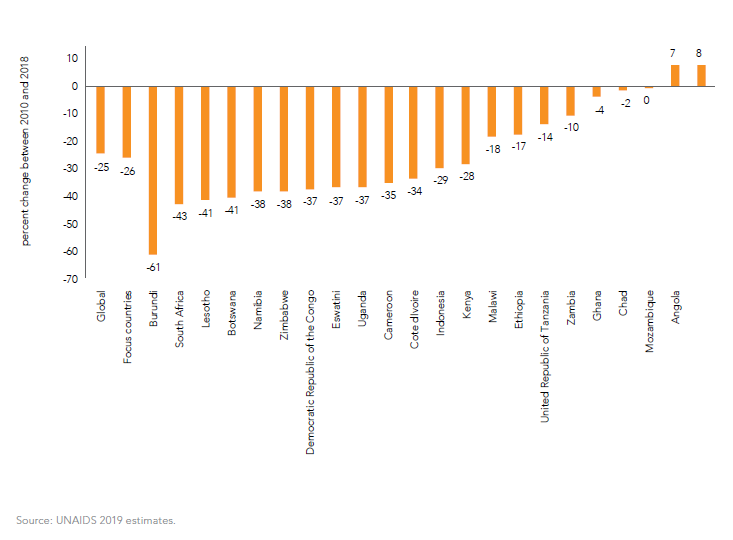 percent change between 2010 and 2018
10
0
-10
-20
-30
-40
-50
-60
-70
-25
-26
-61
-43
-41
-41
-38
-38
-37
-37
-37
-35
-34
-29
-28
-18
-17
-14
-10
-4
-2
0
7
8
Global
Focus countries
Burundi
South Africa
Lesotho
Botswana
Namibia
Zimbabwe
Democratic Republic of the Congo
Eswatini
Uganda
Cameroon
Cote dIvoire
Indonesia
Kenya
Malawi
Ethiopia
United Republic of Tanzania
Zambia
Ghana
Chad
Mozambique
Angola
Source: UNAIDS 2019 estimates.